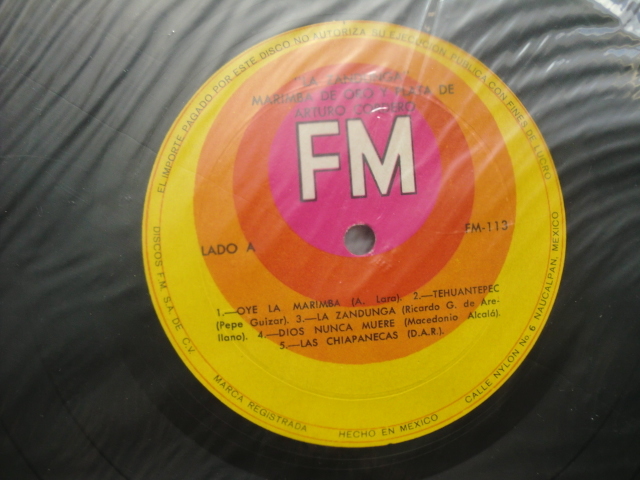 EL IMPORTE PAGADO POR ESTE DISCO NO AUTORIZA SU EJECUCION PUBLICA CON FINES DE LUCRO
MARIMBA DE ORO Y PLATA DE
ARTURO
FM
LADO A
FM-113
1.—OYE LA MARIMBA (A. Lara). 2.—TEHUANTEPEC
(Pepe Guizar). 3.—LA ZANDUNGA (Ricardo G. de Are-
llano). 4.—DIOS NUNCA MUERE (Macedonio Alcalá).
5.—LAS CHIAPANECAS (D.A.R.).
DISCOS F M, S.A. DE C.V.
MARCA REGISTRADA
HECHO EN MEXICO
CALLE NYLON No. 6 NAUCALPAN, MEXICO